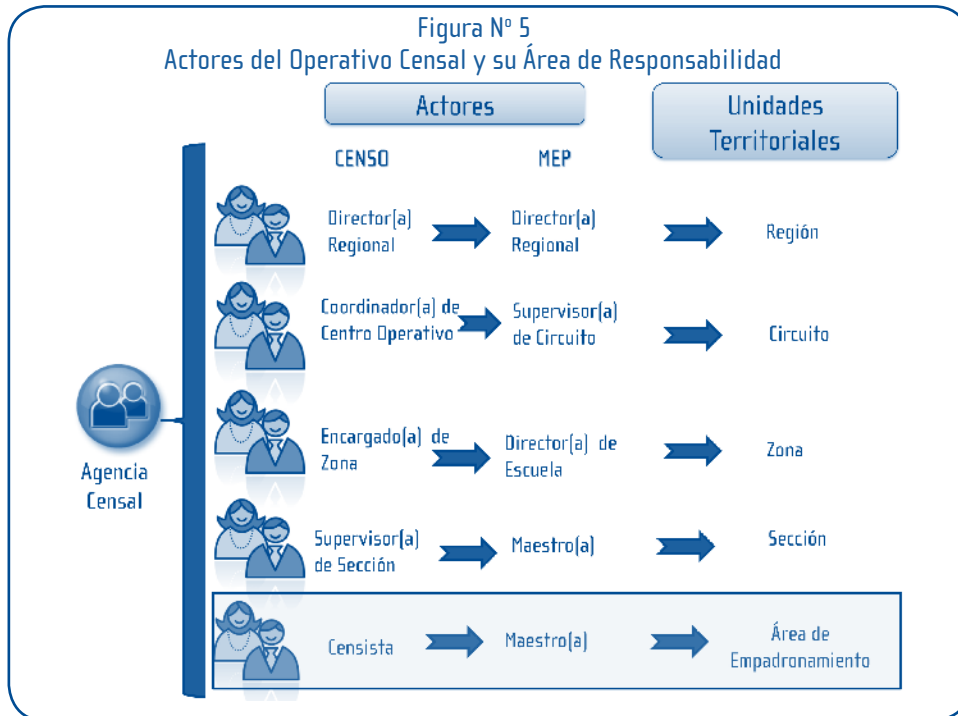 Figura N° 5
Actores del Operativo Censal y su Área de Responsabilidad
Actores
Unidades
Territoriales
CENSO
MEP
Director(a)
Regional
Director(a)
Regional
Región
Coordinador(a) de
Centro Operativo
Supervisor(a)
de Circuito
Circuito
Encargado(a) de
Zona
Director(a) de
Escuela
Zona
Agencia
Censal
Supervisor(a)
de Sección
Maestro(a)
Sección
Censista
Maestro(a)
Área de
Empadronamiento